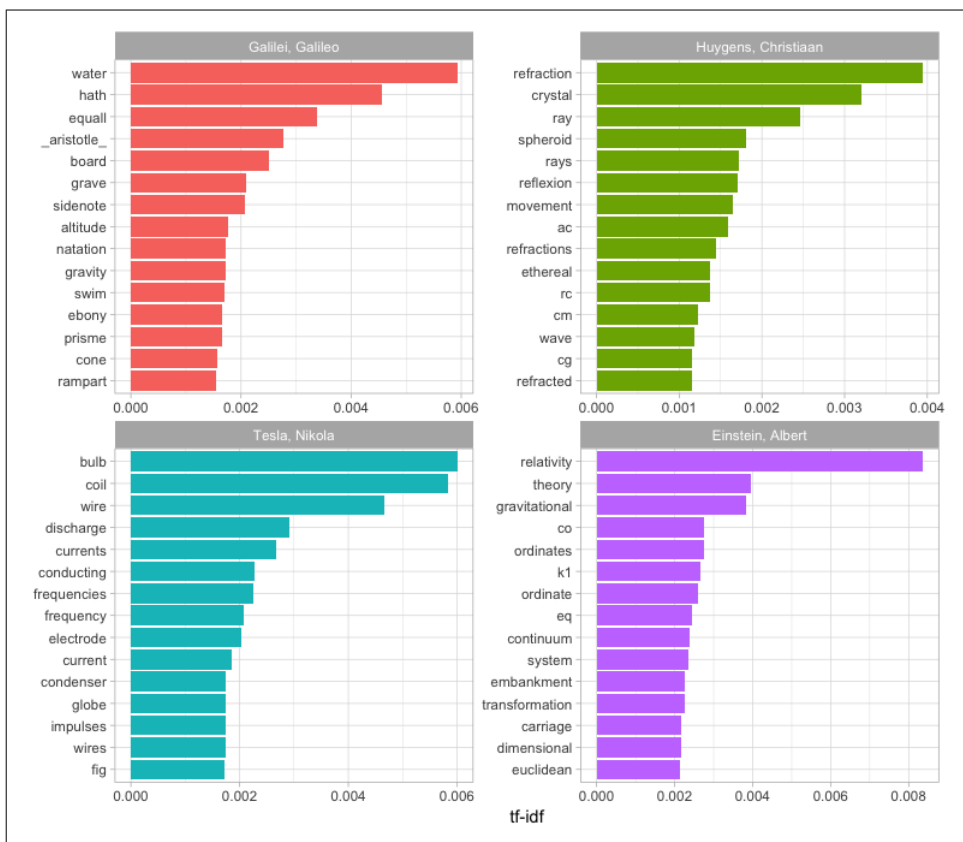 Galilei, Galileo
water
hath
equall
_aristotle_
board
grave
sidenote
altitude
natation
gravity
swim
ebony
prisme
cone
rampart
0.000 0.002 0.004 0.006
Huygens, Christiaan
refraction
crystal
ray
spheroid
rays
reflexion
movement
ac
refractions
ethereal
rc
cm
wave
cg
refracted
0.000 0.001 0.002 0.003 0.004
Tesla, Nikola
bulb
coil
wire
discharge
currents
conducting
frequencies
frequency
electrode
current
condenser
globe
impulses
wires
fig
0.000 0.002 0.004 0.006
Einstein, Albert
relativity
theory
gravitational
co
ordinates
k1
ordinate
eq
continuum
system
embankment
transformation
carriage
dimensional
euclidean
0.000 0.002 0.004 0.006 0.008
tf-idf